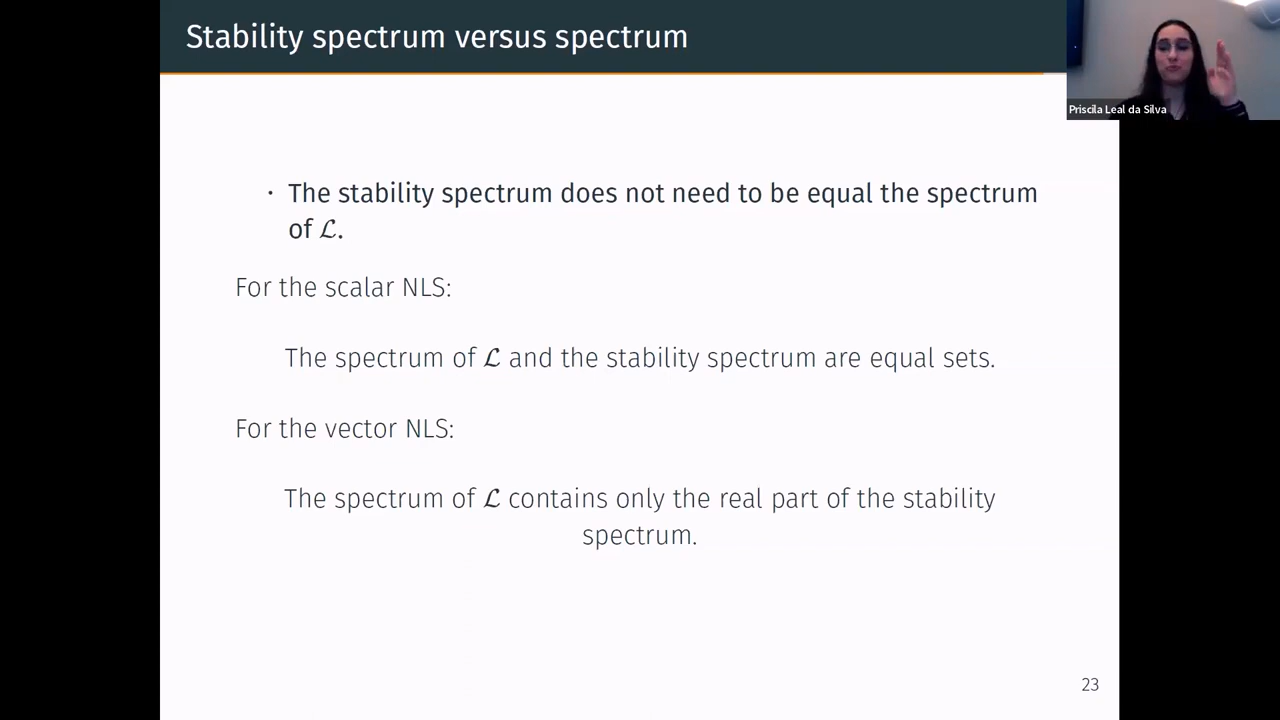 Stability spectrum versus spectrum
Priscila Leal da Silva
· The stability spectrum does not need to be equal the spectrum
of ℒ.
For the scalar NLS:
The spectrum of ℒ and the stability spectrum are equal sets.
For the vector NLS:
The spectrum of ℒ contains only the real part of the stability
spectrum.
23